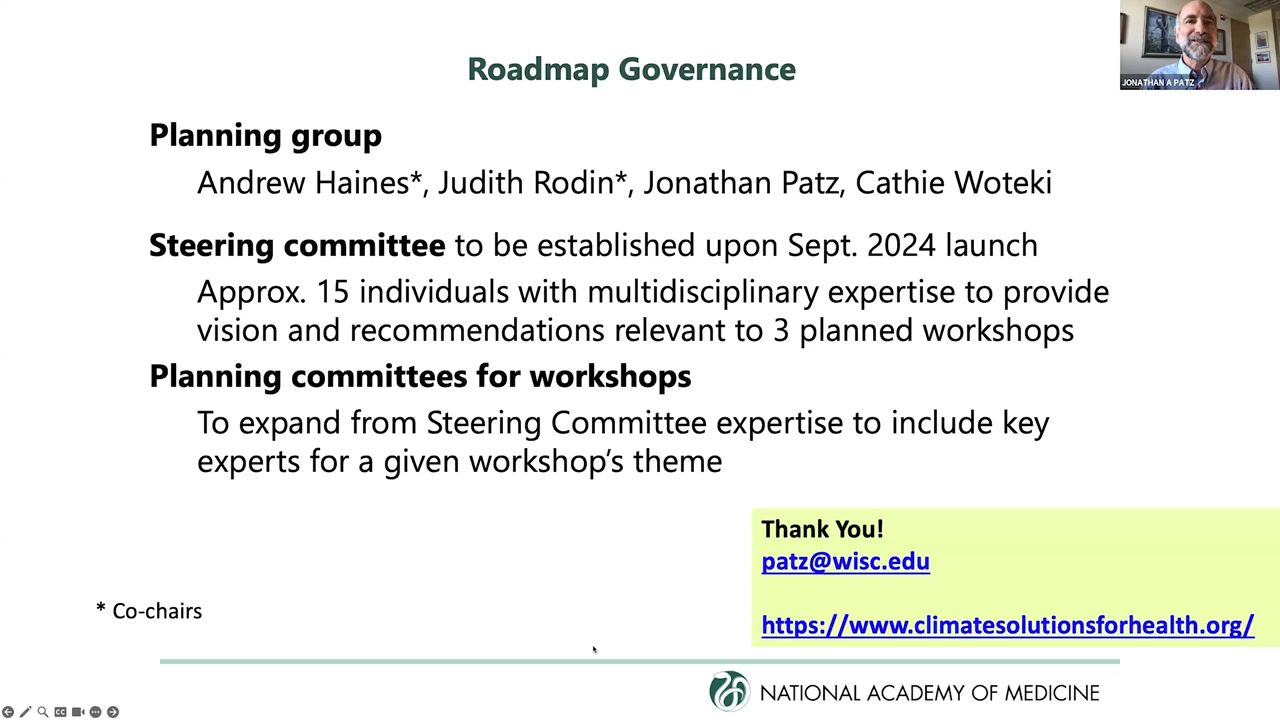 JONATHAN A PATZ
Roadmap Governance
Planning group
Andrew Haines*, Judith Rodin*, Jonathan Patz, Cathie Woteki
Steering committee to be established upon Sept. 2024 launch
Approx. 15 individuals with multidisciplinary expertise to provide
vision and recommendations relevant to 3 planned workshops
Planning committees for workshops
To expand from Steering Committee expertise to include key
experts for a given workshop's theme
Thank You!
patz@wisc.edu
https://www.climatesolutionsforhealth.org/
* Co-chairs
NATIONAL ACADEMY OF MEDICINE
CC